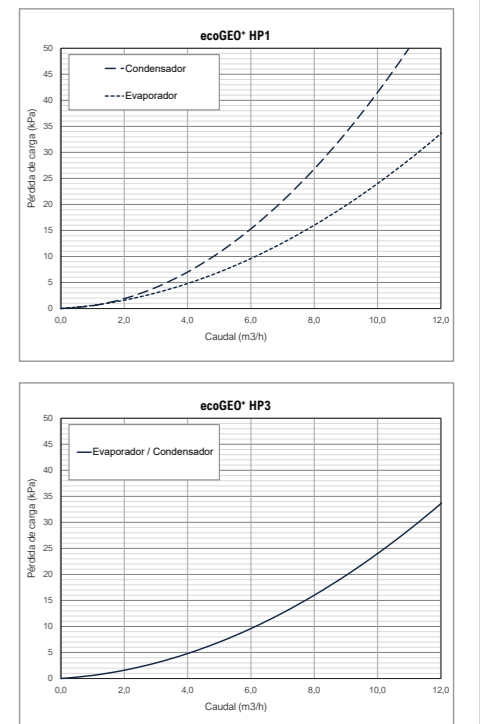 ecoGEO⁺ HP1
50
45
40
35
30
25
20
15
10
5
0
Pérdida de carga (kPa)
Condensador
Evaporador
0,0 2,0 4,0 6,0 8,0 10,0 12,0
Caudal (m3/h)
ecoGEO⁺ HP3
50
45
40
35
30
25
20
15
10
5
0
Pérdida de carga (kPa)
Evaporador / Condensador
0,0 2,0 4,0 6,0 8,0 10,0 12,0
Caudal (m3/h)